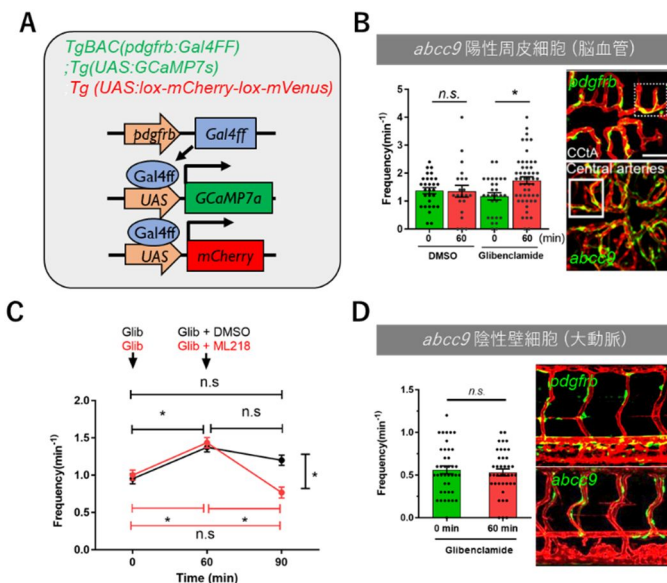 A
TgBAC(pdgfrb:Gal4FF)
;Tg(UAS:GCaMP7s)
Tg (UAS:lox-mCherry-lox-mVenus)
pdgfrb
Gal4ff
Gal4ff
UAS
GCaMP7a
Gal4ff
UAS
mCherry
B
abcc9 陽性周皮細胞 (脳血管)
n.s.
*
Frequency(min-1)
5
4
3
2
1
0
0
60
0
60
(min)
DMSO
Glibenclamide
pdgfrb
CCtA
Central arteries
abcc9
C
Glib
Glib + DMSO
Glib
Glib + ML218
n.s
*
n.s
Frequency(min-1)
2.0
1.5
1.0
0.5
0.0
*
*
*
n.s
0
60
90
Time (min)
D
abcc9 陰性壁細胞 (大動脈)
n.s.
Frequency(min-1)
1.5
1.0
0.5
0.0
0 min
60 min
Glibenclamide
pdgfrb
abcc9